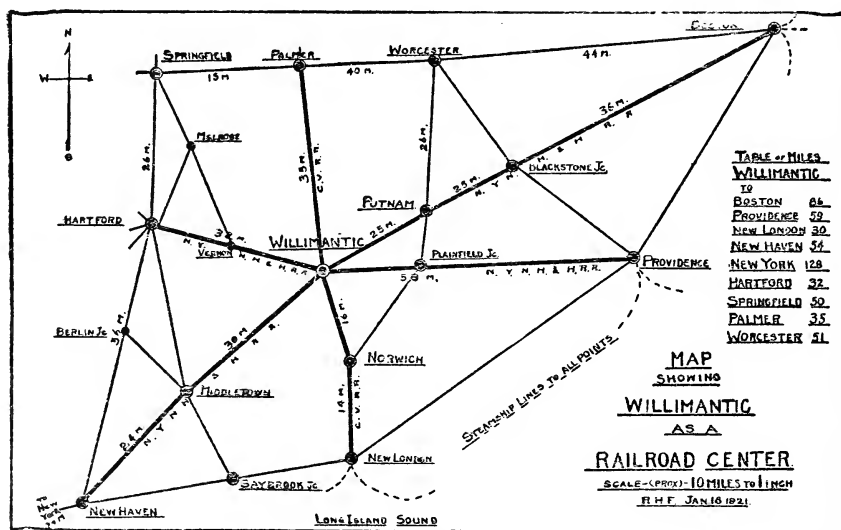 N
W E
S
SPRINGFIELD
PALMER
WORCESTER
BOSTON
15 M
40 M.
44 M.
MELROSE
26 M.
35 M.
C.V.R.R.
26 M.
36 M.
25 M.
N.Y.N.H. & H.R.R.
BLACKSTONE JC.
PUTNAM
HARTFORD
32 M.
VERNON
N.Y.N.H. & H.R.R.
WILLIMANTIC
25 M.
PLAINFIELD JC.
58 M.
N.Y.N.H. & H.R.R.
PROVIDENCE
BERLIN JC
30 M.
16 M.
NORWICH
MIDDLETOWN
24 M.
N.Y.N.H. & H.R.R.
14 M.
C.V.R.R.
NEW LONDON
SAYBROOK JC
NEW HAVEN
TO
NEW
YORK
74 M
LONG ISLAND SOUND
STEAMSHIP LINES TO ALL POINTS
TABLE OF MILES
WILLIMANTIC
TO
BOSTON 86
PROVIDENCE 59
NEW LONDON 30
NEW HAVEN 54
NEW YORK 128
HARTFORD 32
SPRINGFIELD 50
PALMER 35
WORCESTER 51
MAP
SHOWING
WILLIMANTIC
AS A
RAILROAD CENTER.
SCALE-(PROX)-10 MILES TO 1 INCH
R.H.F. JAN.16 1921.